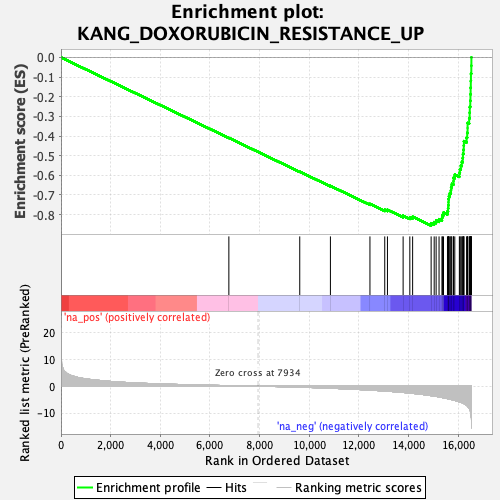 Enrichment plot:
KANG_DOXORUBICIN_RESISTANCE_UP
Enrichment score (ES)
0.0
-0.1
-0.2
-0.3
-0.4
-0.5
-0.6
-0.7
-0.8
'na_pos' (positively correlated)
Ranked list metric (PreRanked)
20
10
0
-10
Zero cross at 7934
'na_neg' (negatively correlated)
0 2,000 4,000 6,000 8,000 10,000 12,000 14,000 16,000
Rank in Ordered Dataset
Enrichment profile Hits Ranking metric scores